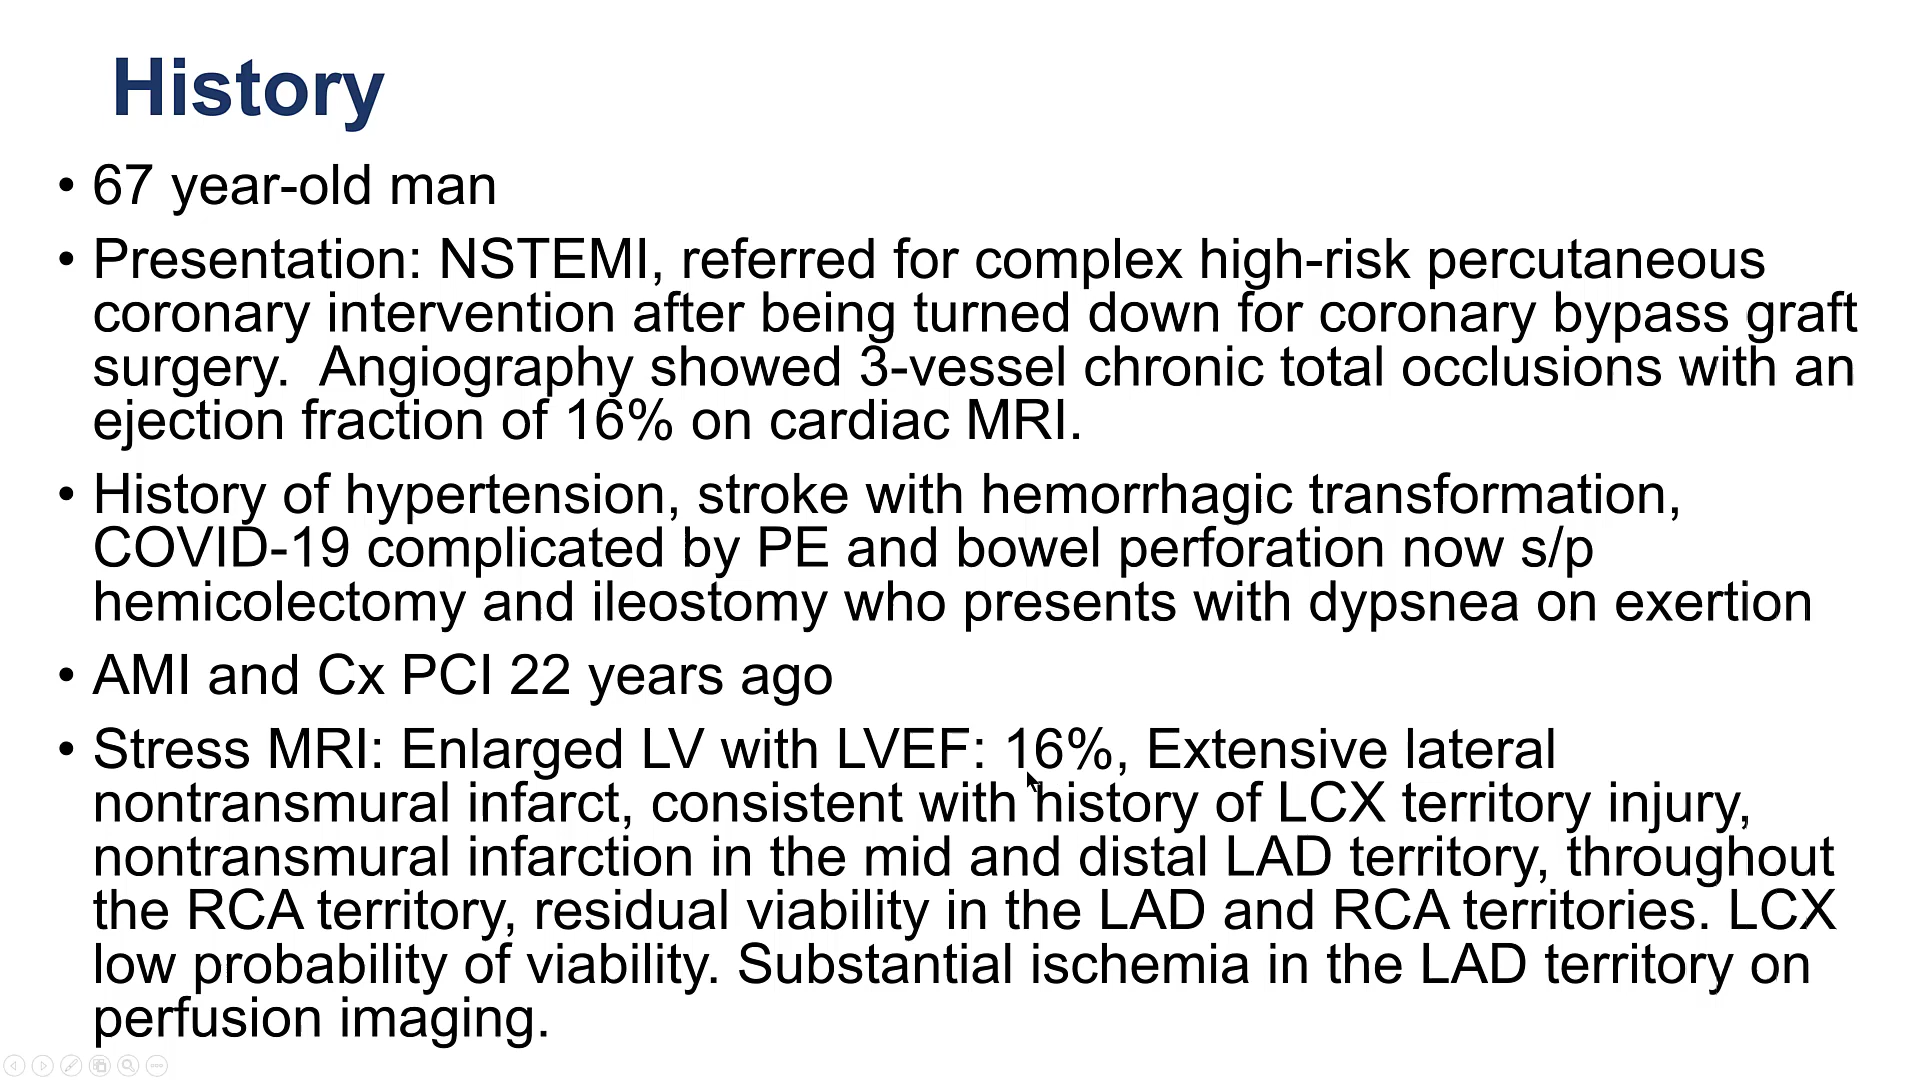 History
• 67 year-old man
• Presentation: NSTEMI, referred for complex high-risk percutaneous
coronary intervention after being turned down for coronary bypass graft
surgery.  Angiography showed 3-vessel chronic total occlusions with an
ejection fraction of 16% on cardiac MRI.
• History of hypertension, stroke with hemorrhagic transformation,
COVID-19 complicated by PE and bowel perforation now s/p
hemicolectomy and ileostomy who presents with dypsnea on exertion
• AMI and Cx PCI 22 years ago
• Stress MRI: Enlarged LV with LVEF: 16%, Extensive lateral
nontransmural infarct, consistent with history of LCX territory injury,
nontransmural infarction in the mid and distal LAD territory, throughout
the RCA territory, residual viability in the LAD and RCA territories. LCX
low probability of viability. Substantial ischemia in the LAD territory on
perfusion imaging.